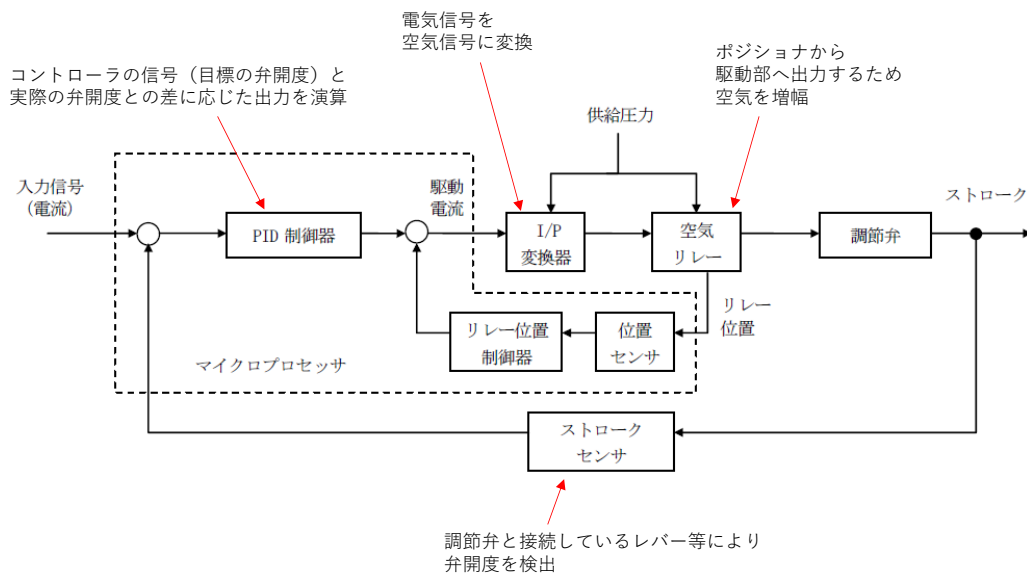 電気信号を
空気信号に変換
ポジショナから
駆動部へ出力するため
空気を増幅
コントローラの信号（目標の弁開度）と
実際の弁開度との差に応じた出力を演算
供給圧力
入力信号
(電流)
駆動
電流
ストローク
PID 制御器
I/P
変換器
空気
リレー
調節弁
リレー
位置
リレー位置
制御器
位置
センサ
マイクロプロセッサ
ストローク
センサ
調節弁と接続しているレバー等により
弁開度を検出